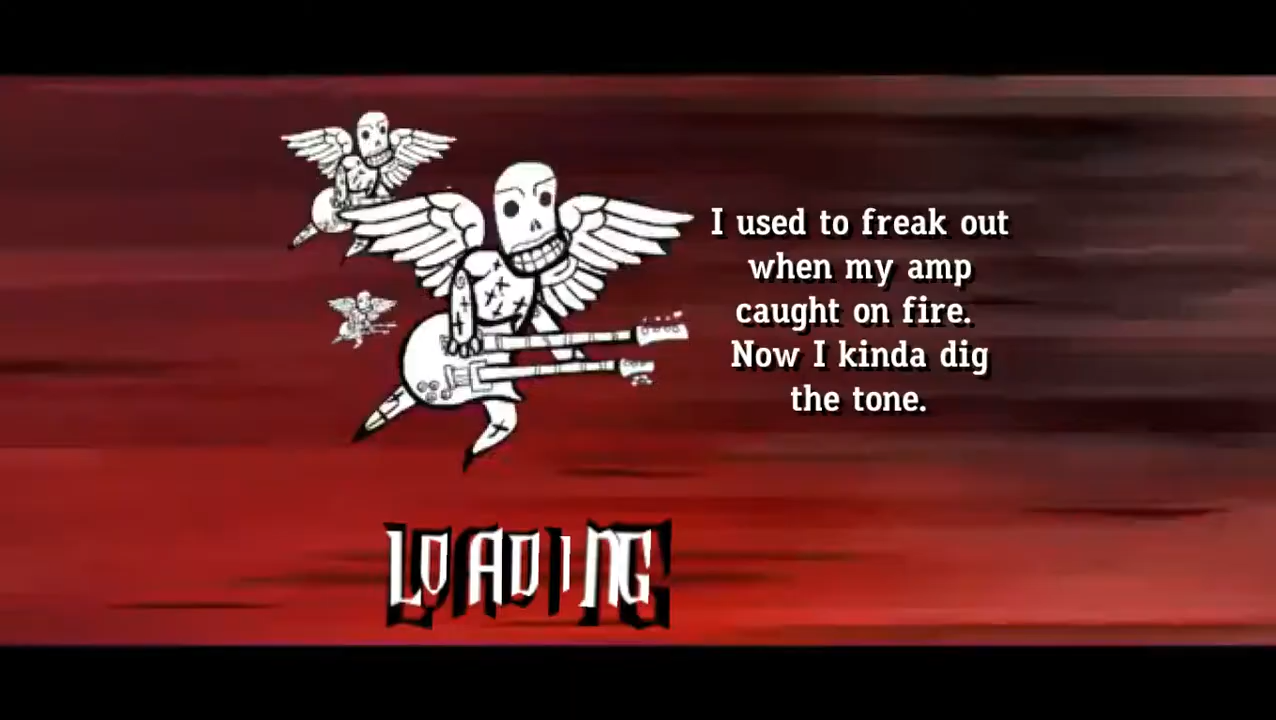 I used to freak out
when my amp
caught on fire.
Now I kinda dig
the tone.
LOADING